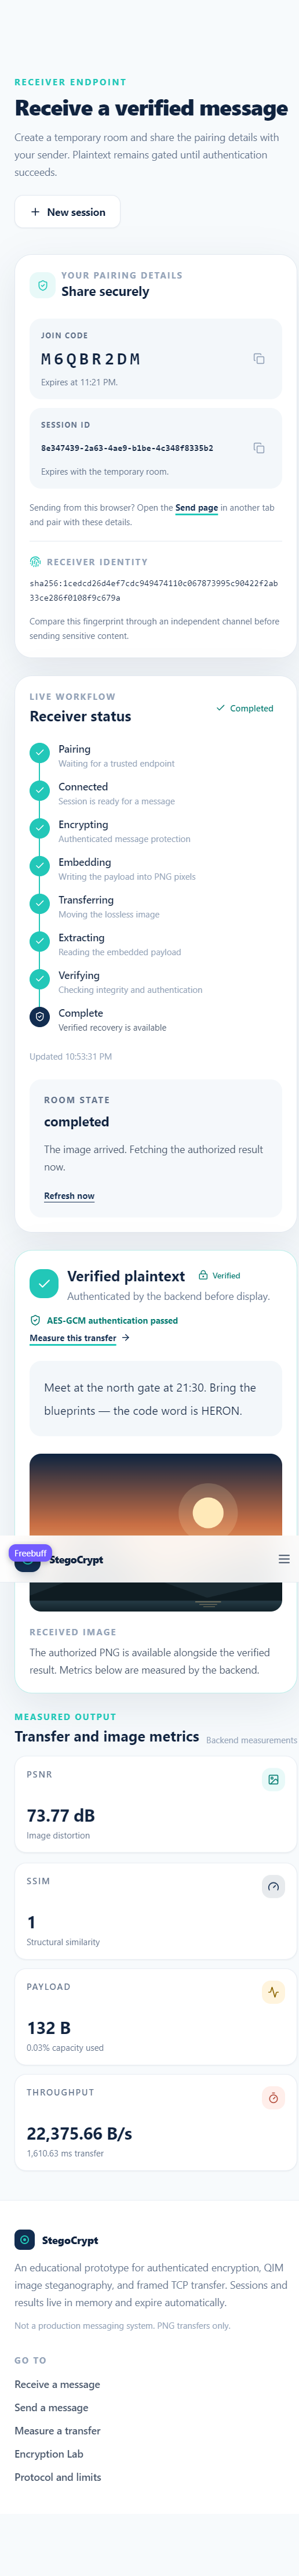 RECEIVER ENDPOINT
Receive a verified message
Create a temporary room and share the pairing details with
your sender. Plaintext remains gated until authentication
succeeds.
New session
YOUR PAIRING DETAILS
Share securely
JOIN CODE
M6QBR2DM
Expires at 11:21 PM.
SESSION ID
8e347439-2a63-4ae9-b1be-4c348f8335b2
Expires with the temporary room.
Sending from this browser? Open the Send page in another tab
and pair with these details.
RECEIVER IDENTITY
sha256:1cedcd26d4ef7cdc949474110c067873995c90422f2ab
33ce286f0108f9c679a
Compare this fingerprint through an independent channel before
sending sensitive content.
LIVE WORKFLOW
Receiver status
Completed
Pairing
Waiting for a trusted endpoint
Connected
Session is ready for a message
Encrypting
Authenticated message protection
Embedding
Writing the payload into PNG pixels
Transferring
Moving the lossless image
Extracting
Reading the embedded payload
Verifying
Checking integrity and authentication
Complete
Verified recovery is available
Updated 10:53:31 PM
ROOM STATE
completed
The image arrived. Fetching the authorized result
now.
Refresh now
Verified plaintext
Verified
Authenticated by the backend before display.
AES-GCM authentication passed
Measure this transfer
Meet at the north gate at 21:30. Bring the
blueprints — the code word is HERON.
Freebuff
StegoCrypt
RECEIVED IMAGE
The authorized PNG is available alongside the verified
result. Metrics below are measured by the backend.
MEASURED OUTPUT
Transfer and image metrics
Backend measurements
PSNR
73.77 dB
Image distortion
SSIM
1
Structural similarity
PAYLOAD
132 B
0.03% capacity used
THROUGHPUT
22,375.66 B/s
1,610.63 ms transfer
StegoCrypt
An educational prototype for authenticated encryption, QIM
image steganography, and framed TCP transfer. Sessions and
results live in memory and expire automatically.
Not a production messaging system. PNG transfers only.
GO TO
Receive a message
Send a message
Measure a transfer
Encryption Lab
Protocol and limits